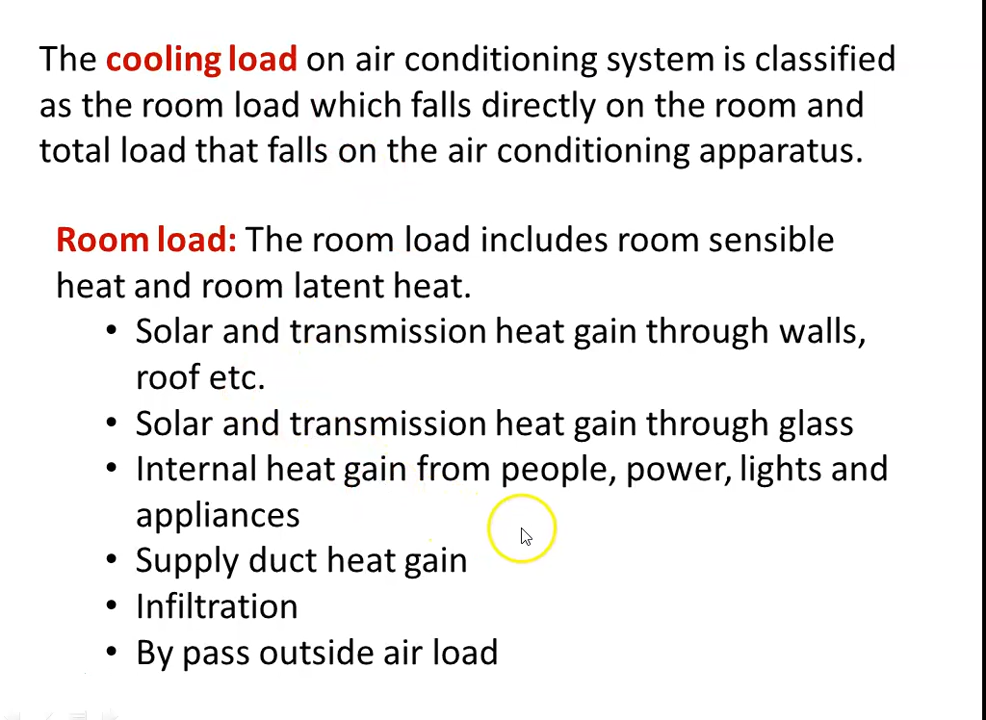 The cooling load on air conditioning system is classified
as the room load which falls directly on the room and
total load that falls on the air conditioning apparatus.
Room load: The room load includes room sensible
heat and room latent heat.
• Solar and transmission heat gain through walls,
roof etc.
• Solar and transmission heat gain through glass
• Internal heat gain from people, power, lights and
appliances
• Supply duct heat gain
• Infiltration
• By pass outside air load